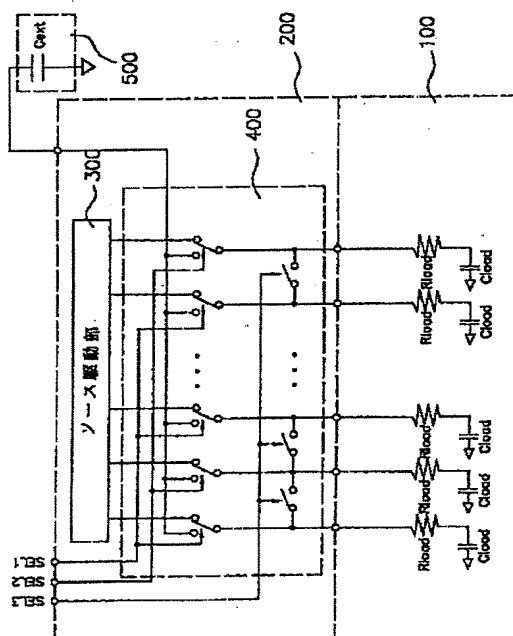 Cext
500
200
100
300
400
ソース駆動部
SEL1
SEL2
SEL3
Rload
Cload
Rload
Cload
Rload
Cload
Rload
Cload
Rload
Cload